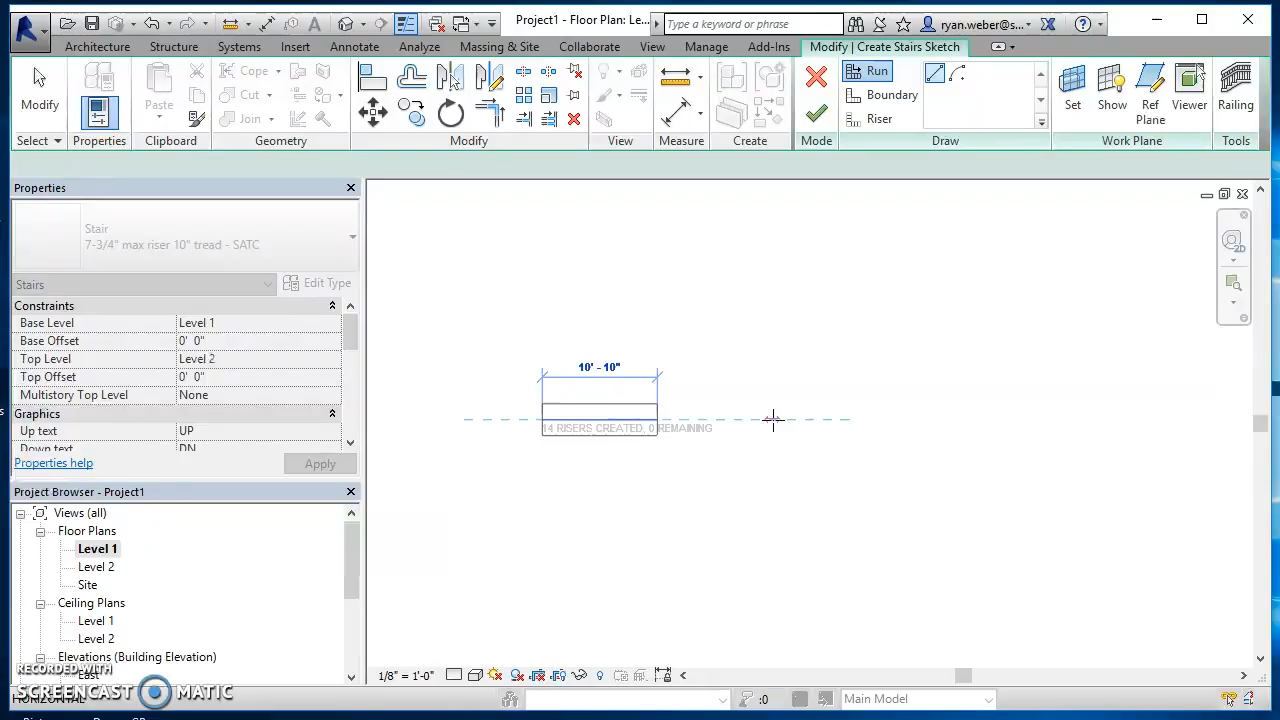 Project1 - Floor Plan: Le...
Type a keyword or phrase
ryan.weber@s...
Architecture Structure Systems Insert Annotate Analyze Massing & Site Collaborate View Manage Add-Ins Modify | Create Stairs Sketch
Modify
Paste
Cope
Cut
Join
Run
Boundary
Riser
Set Show Ref Plane Viewer Railing
Select Properties Clipboard Geometry Modify View Measure Create Mode Draw Work Plane Tools
Properties
Stair
7-3/4" max riser 10" tread - SATC
Stairs Edit Type
Constraints
Base Level Level 1
Base Offset 0' 0"
Top Level Level 2
Top Offset 0' 0"
Multistory Top Level None
Graphics
Up text UP
Down text DN
Properties help Apply
10' - 10"
14 RISERS CREATED, 0 REMAINING
2D
Project Browser - Project1
Views (all)
Floor Plans
Level 1
Level 2
Site
Ceiling Plans
Level 1
Level 2
Elevations (Building Elevation)
East
RECORDED WITH
SCREENCAST MATIC
HORIZONTAL
1/8" = 1'-0"
:0
Main Model